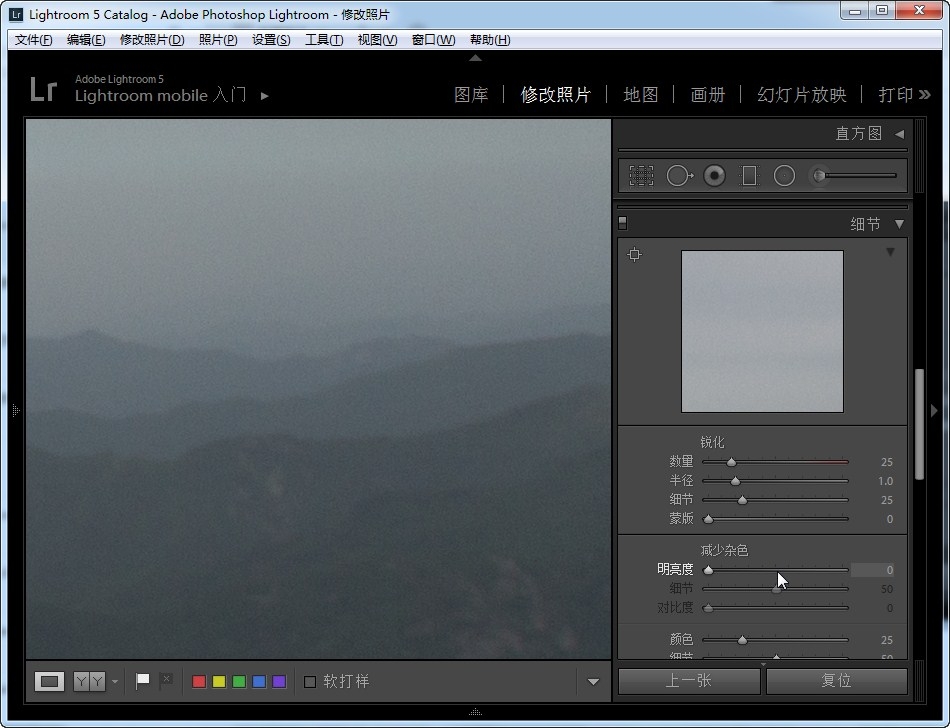 Lightroom 5 Catalog - Adobe Photoshop Lightroom - 修改照片
文件(F) 编辑(E) 修改照片(D) 照片(P) 设置(S) 工具(T) 视图(V) 窗口(W) 帮助(H)
Lr
Adobe Lightroom 5
Lightroom mobile 入门
图库 修改照片 地图 画册 幻灯片放映 打印
直方图
细节
锐化
数量 25
半径 1.0
细节 25
蒙版 0
减少杂色
明亮度 0
细节 50
对比度 0
颜色 25
细节 50
软打样
上一张 复位